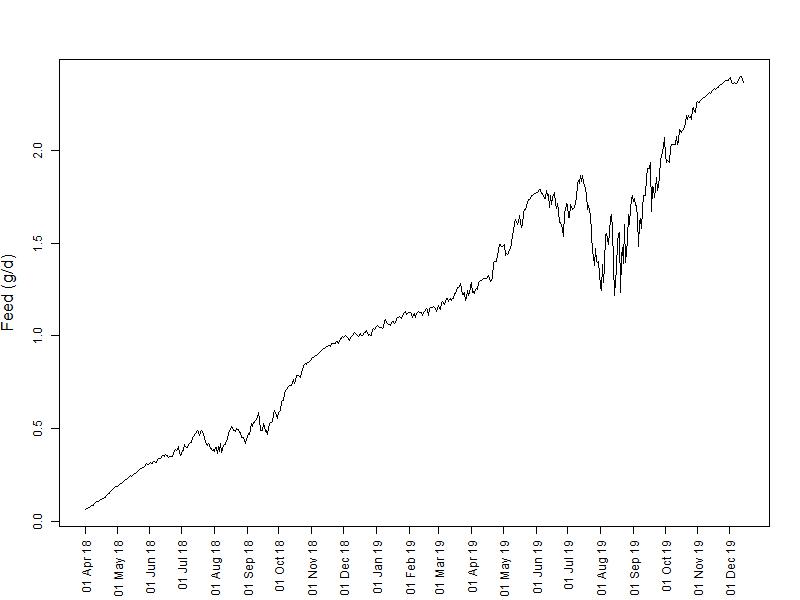 Feed (g/d)
2.0
1.5
1.0
0.5
0.0
01 Apr 18
01 May 18
01 Jun 18
01 Jul 18
01 Aug 18
01 Sep 18
01 Oct 18
01 Nov 18
01 Dec 18
01 Jan 19
01 Feb 19
01 Mar 19
01 Apr 19
01 May 19
01 Jun 19
01 Jul 19
01 Aug 19
01 Sep 19
01 Oct 19
01 Nov 19
01 Dec 19